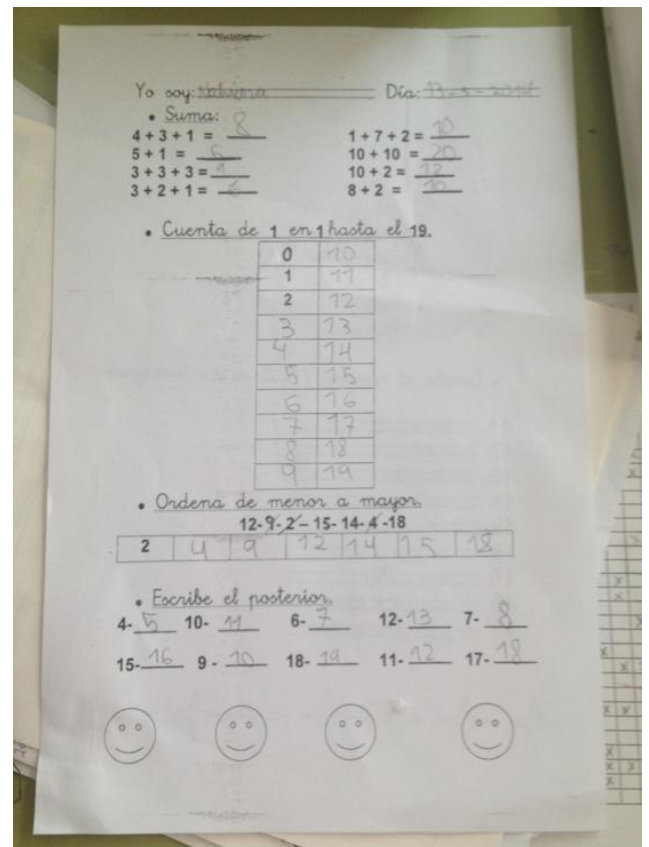 Yo soy: Día: 13-5-2014
• Suma:
4 + 3 + 1 = 8 1 + 7 + 2 = 10
5 + 1 = 6 10 + 10 = 20
3 + 3 + 3 = 9 10 + 2 = 12
3 + 2 + 1 = 6 8 + 2 = 10
• Cuenta de 1 en 1 hasta el 19.
0 10
1 11
2 12
3 13
4 14
5 15
6 16
7 17
8 18
9 19
• Ordena de menor a mayor.
12- 9- 2 – 15- 14- 4 -18
2 4 9 12 14 15 18
• Escribe el posterior.
4- 5 10- 11 6- 7 12- 13 7- 8
15- 16 9 - 10 18- 19 11- 12 17- 18